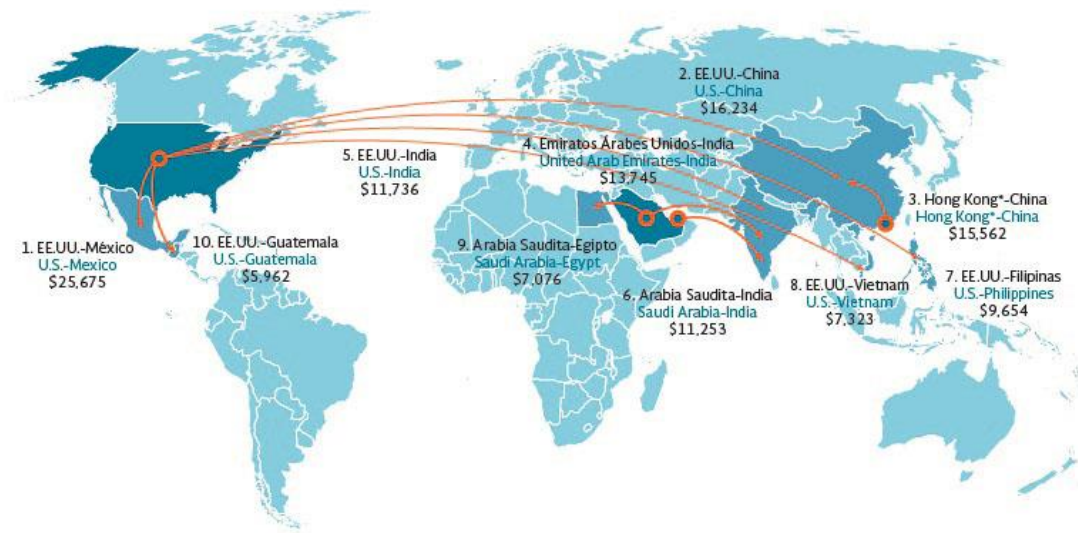 2. EE.UU.-China
U.S.-China
$16,234
4. Emiratos Árabes Unidos-India
United Arab Emirates-India
$13,745
5. EE.UU.-India
U.S.-India
$11,736
3. Hong Kong*-China
Hong Kong*-China
$15,562
1. EE.UU.-México
U.S.-Mexico
$25,675
10. EE.UU.-Guatemala
U.S.-Guatemala
$5,962
9. Arabia Saudita-Egipto
Saudi Arabia-Egypt
$7,076
6. Arabia Saudita-India
Saudi Arabia-India
$11,253
8. EE.UU.-Vietnam
U.S.-Vietnam
$7,323
7. EE.UU.-Filipinas
U.S.-Philippines
$9,654